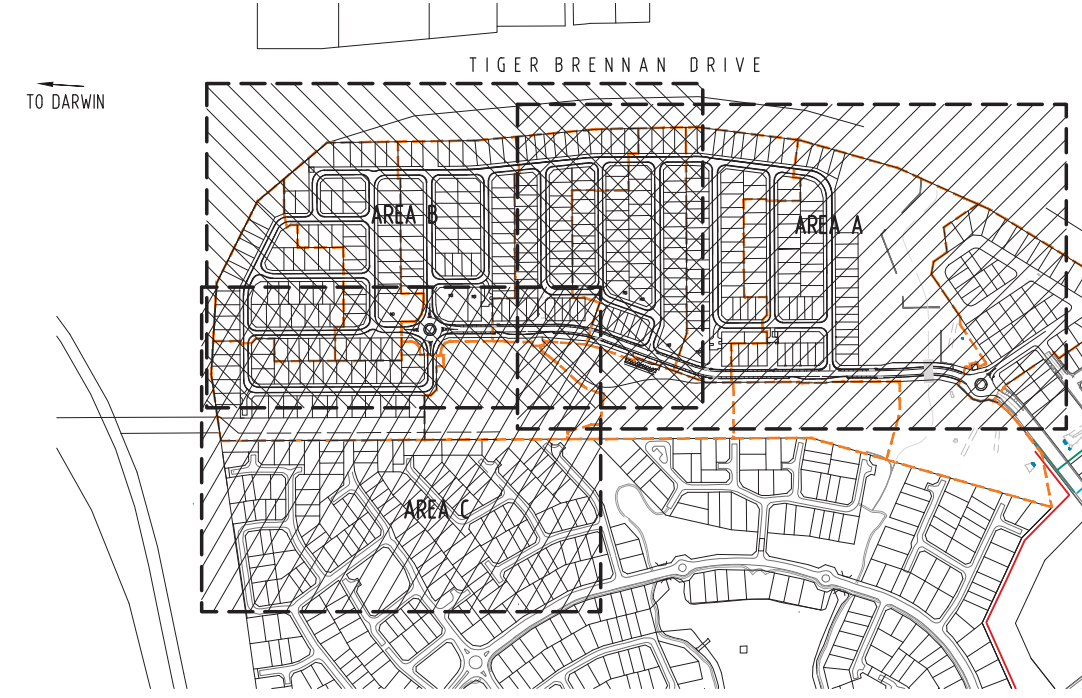 TIGER BRENNAN DRIVE
TO DARWIN
AREA B
AREA A
AREA C